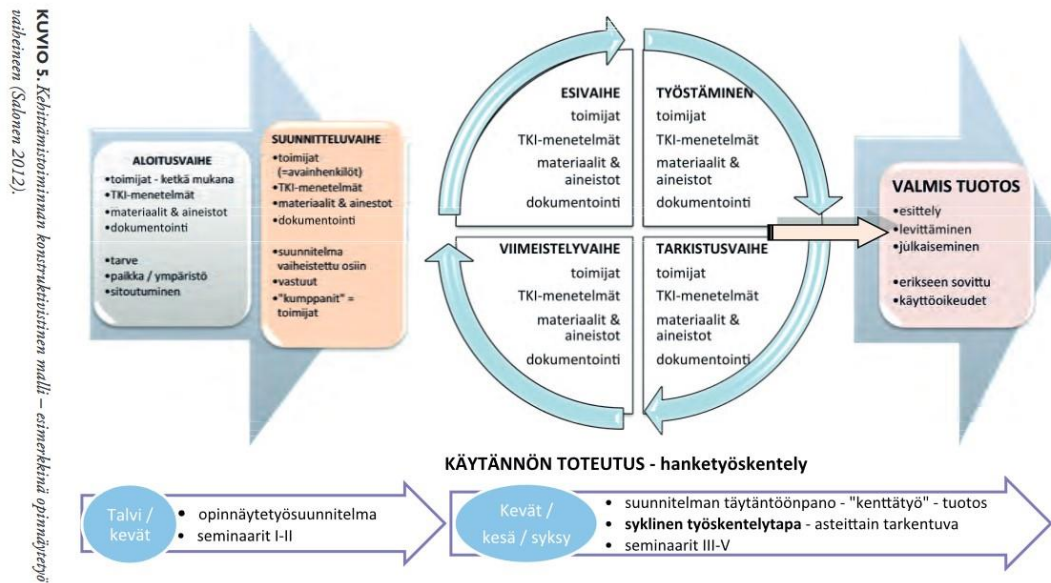 KUVIO 5. Kehittämistoiminnan konstruktivistinen malli – esimerkkinä opinnäytetyö
vaiheineen (Salonen 2012).
ALOITUSVAIHE
•toimijat - ketkä mukana
•TKI-menetelmät
•materiaalit & aineistot
•dokumentointi
•tarve
•paikka / ympäristö
•sitoutuminen
SUUNNITTELUVAIHE
•toimijat
(=avainhenkilöt)
•TKI-menetelmät
•materiaalit & ainestot
•dokumentointi
•suunnitelma
vaiheistettu osiin
•vastuut
•"kumppanit" =
toimijat
ESIVAIHE
toimijat
TKI-menetelmät
materiaalit &
aineistot
dokumentointi
TYÖSTÄMINEN
toimijat
TKI-menetelmät
materiaalit &
aineistot
dokumentointi
VIIMEISTELYVAIHE
toimijat
TKI-menetelmät
materiaalit &
aineistot
dokumentointi
TARKISTUSVAIHE
toimijat
TKI-menetelmät
materiaalit &
aineistot
dokumentointi
VALMIS TUOTOS
•esittely
•levittäminen
•julkaiseminen
•erikseen sovittu
•käyttöoikeudet
KÄYTÄNNÖN TOTEUTUS - hanketyöskentely
Talvi /
kevät
• opinnäytetyösuunnitelma
• seminaarit I-II
Kevät /
kesä / syksy
• suunnitelman täytäntöönpano - "kenttätyö" - tuotos
• syklinen työskentelytapa - asteittain tarkentuva
• seminaarit III-V